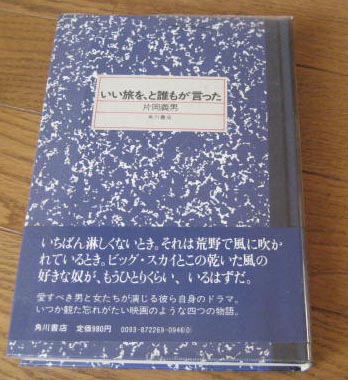 いい旅を、と誰もが言った
片岡義男
角川書店
いちばん淋しくないとき。それは荒野で風に吹か
れているとき。ビッグ・スカイとこの乾いた風の
好きな奴が、もうひとりくらい、いるはずだ。
愛すべき男と女たちが演じる彼ら自身のドラマ。
いつか観た忘れがたい映画のような四つの物語。
角川書店 定価980円 0093-872269-0946(0)